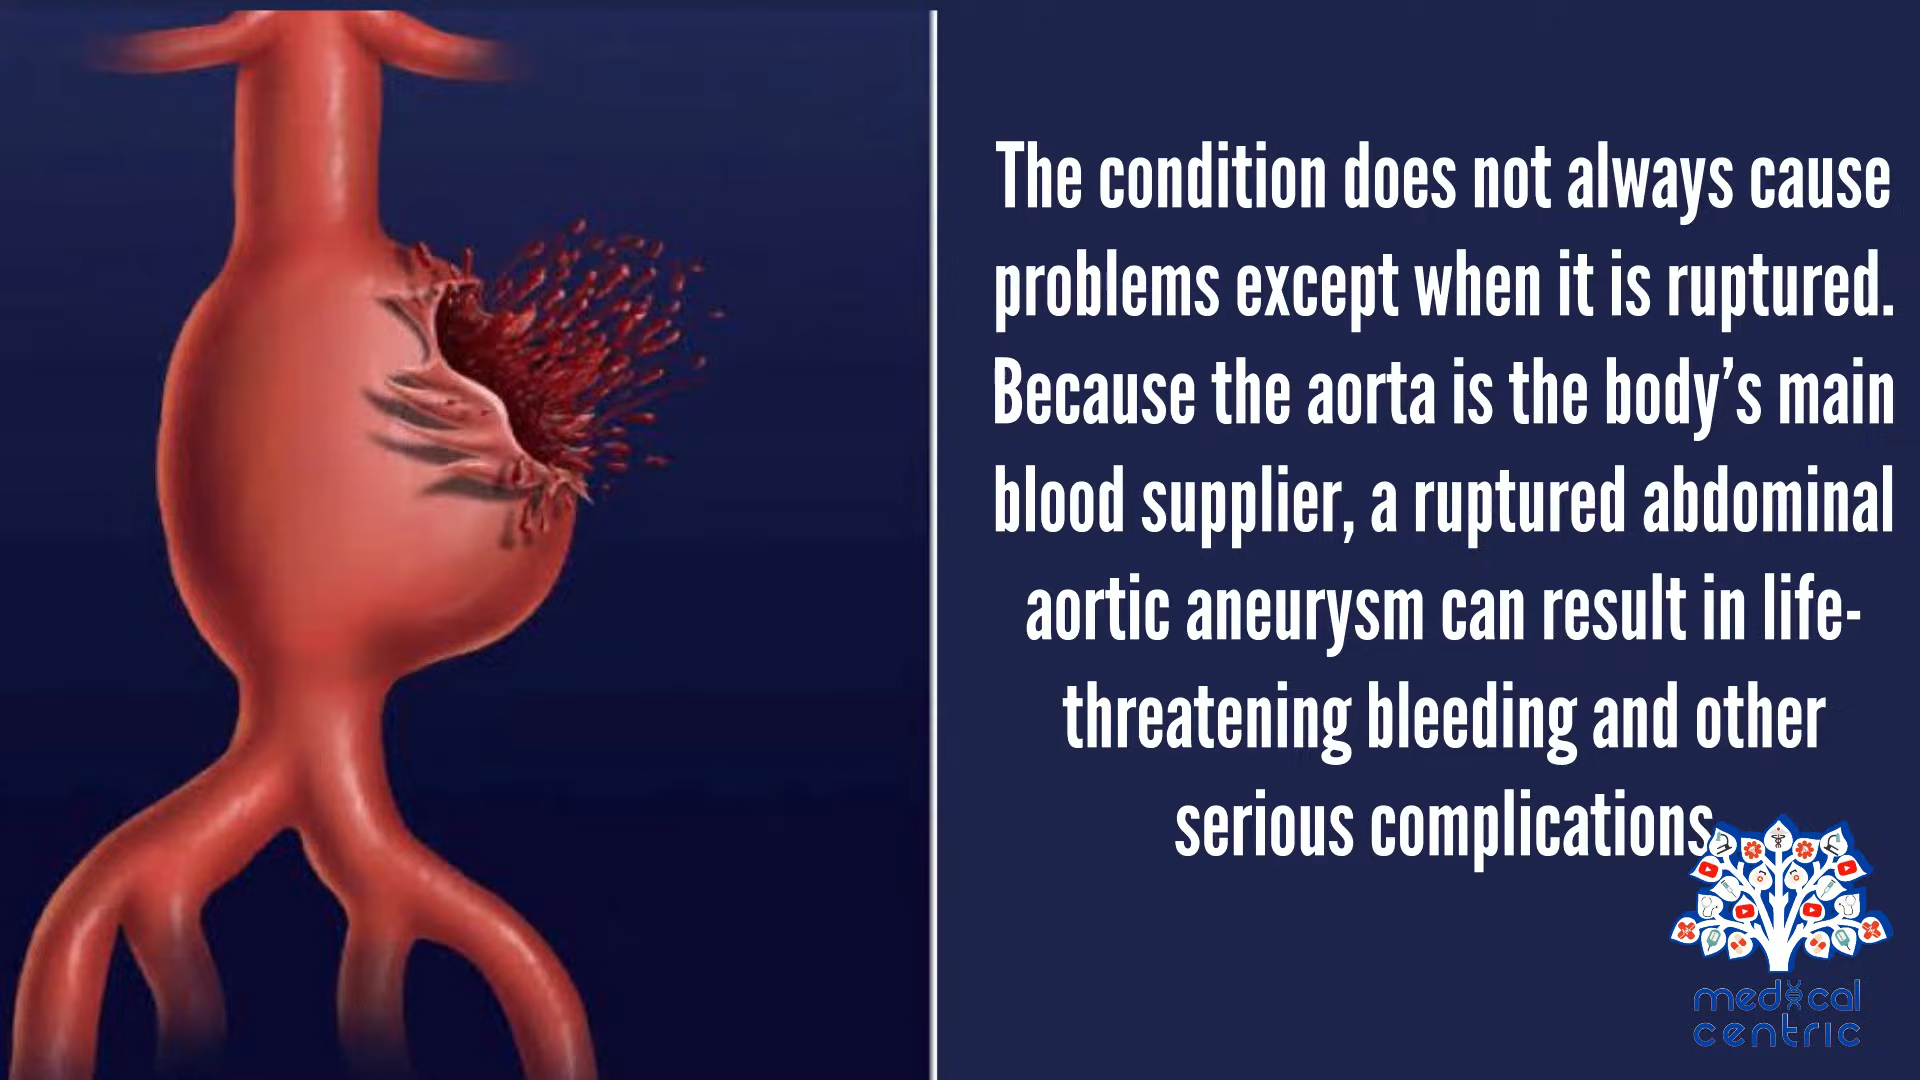 The condition does not always cause
problems except when it is ruptured.
Because the aorta is the body’s main
blood supplier, a ruptured abdominal
aortic aneurysm can result in life-
threatening bleeding and other
serious complications
medical
centric